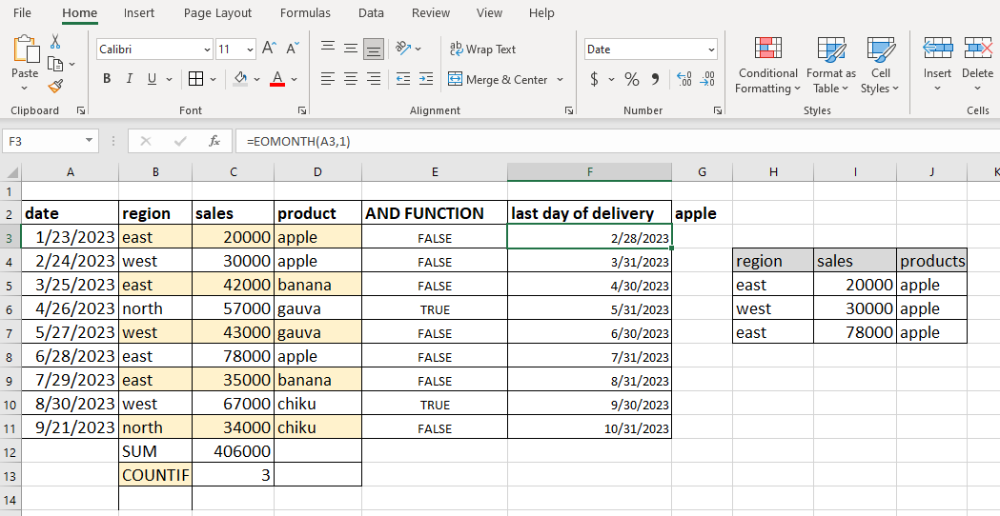 File Home Insert Page Layout Formulas Data Review View Help
Calibri 11 A A ab Wrap Text Date
Paste B I U A Merge & Center $ % , .00 Conditional Formatting Format as Table Cell Styles Insert Delete
Clipboard Font Alignment Number Styles Cells
F3 fx =EOMONTH(A3,1)
A B C D E F G H I J K
1
2 date region sales product AND FUNCTION last day of delivery apple
3 1/23/2023 east 20000 apple FALSE 2/28/2023
4 2/24/2023 west 30000 apple FALSE 3/31/2023 region sales products
5 3/25/2023 east 42000 banana FALSE 4/30/2023 east 20000 apple
6 4/26/2023 north 57000 gauva TRUE 5/31/2023 west 30000 apple
7 5/27/2023 west 43000 gauva FALSE 6/30/2023 east 78000 apple
8 6/28/2023 east 78000 apple FALSE 7/31/2023
9 7/29/2023 east 35000 banana FALSE 8/31/2023
10 8/30/2023 west 67000 chiku TRUE 9/30/2023
11 9/21/2023 north 34000 chiku FALSE 10/31/2023
12 SUM 406000
13 COUNTIF 3
14